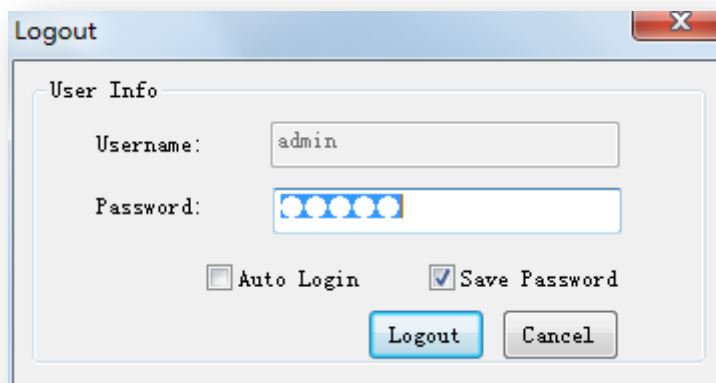 Logout
User Info
Username: admin
Password: ●●●●●
Auto Login Save Password
Logout Cancel